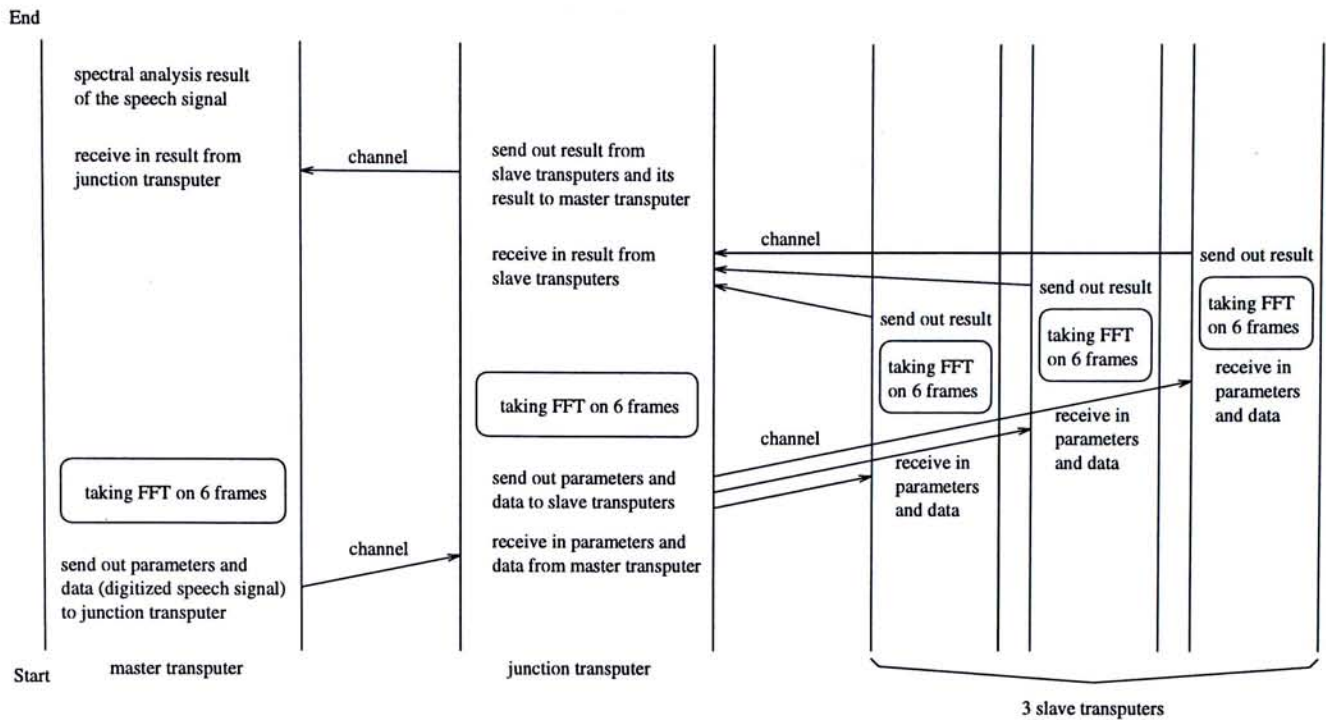 End
spectral analysis result
of the speech signal
receive in result from
junction transputer
channel
send out result from
slave transputers and its
result to master transputer
channel
receive in result from
slave transputers
send out result
send out result
send out result
taking FFT
on 6 frames
taking FFT
on 6 frames
taking FFT
on 6 frames
receive in
parameters
and data
taking FFT on 6 frames
channel
receive in
parameters
and data
receive in
parameters
and data
taking FFT on 6 frames
send out parameters and
data to slave transputers
channel
receive in parameters and
data from master transputer
send out parameters and
data (digitized speech signal)
to junction transputer
Start
master transputer
junction transputer
3 slave transputers